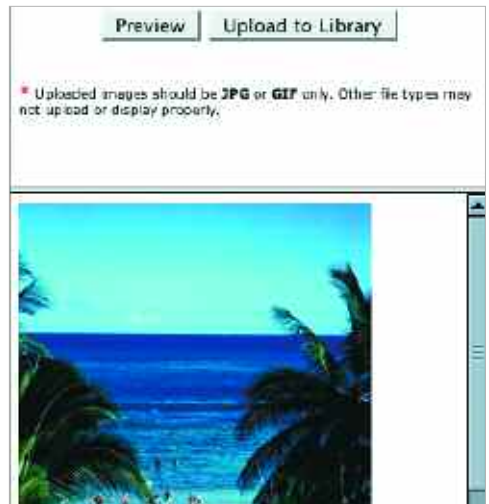 Preview Upload to Library
* Uploaded images should be JPG or GIF only. Other file types may
not upload or display properly.